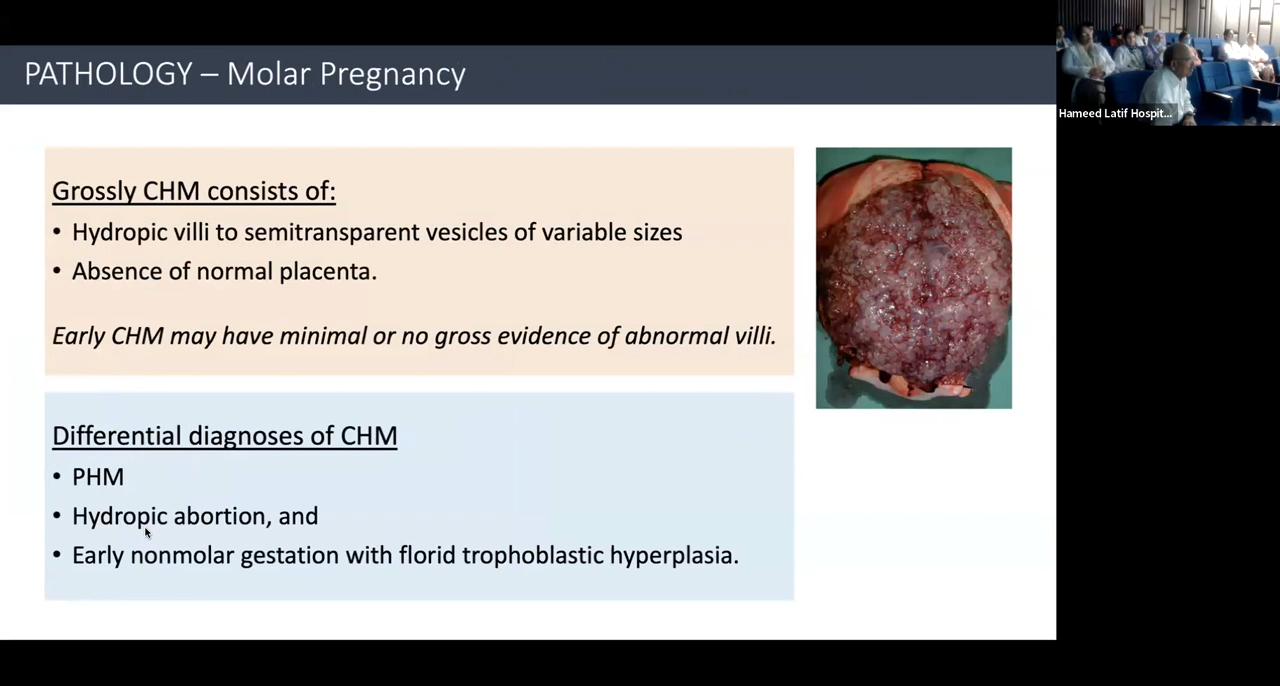 PATHOLOGY – Molar Pregnancy
Hameed Latif Hospit...
Grossly CHM consists of:
• Hydropic villi to semitransparent vesicles of variable sizes
• Absence of normal placenta.
Early CHM may have minimal or no gross evidence of abnormal villi.
Differential diagnoses of CHM
• PHM
• Hydropic abortion, and
• Early nonmolar gestation with florid trophoblastic hyperplasia.